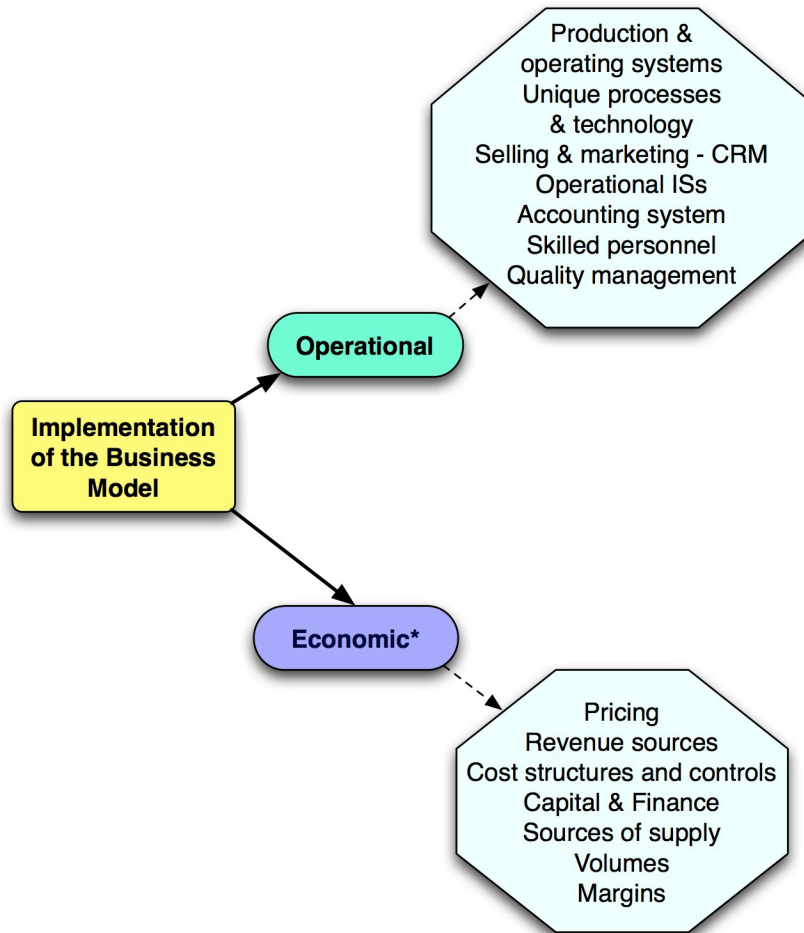 Production &
operating systems
Unique processes
& technology
Selling & marketing - CRM
Operational ISs
Accounting system
Skilled personnel
Quality management
Operational
Implementation
of the Business
Model
Economic*
Pricing
Revenue sources
Cost structures and controls
Capital & Finance
Sources of supply
Volumes
Margins